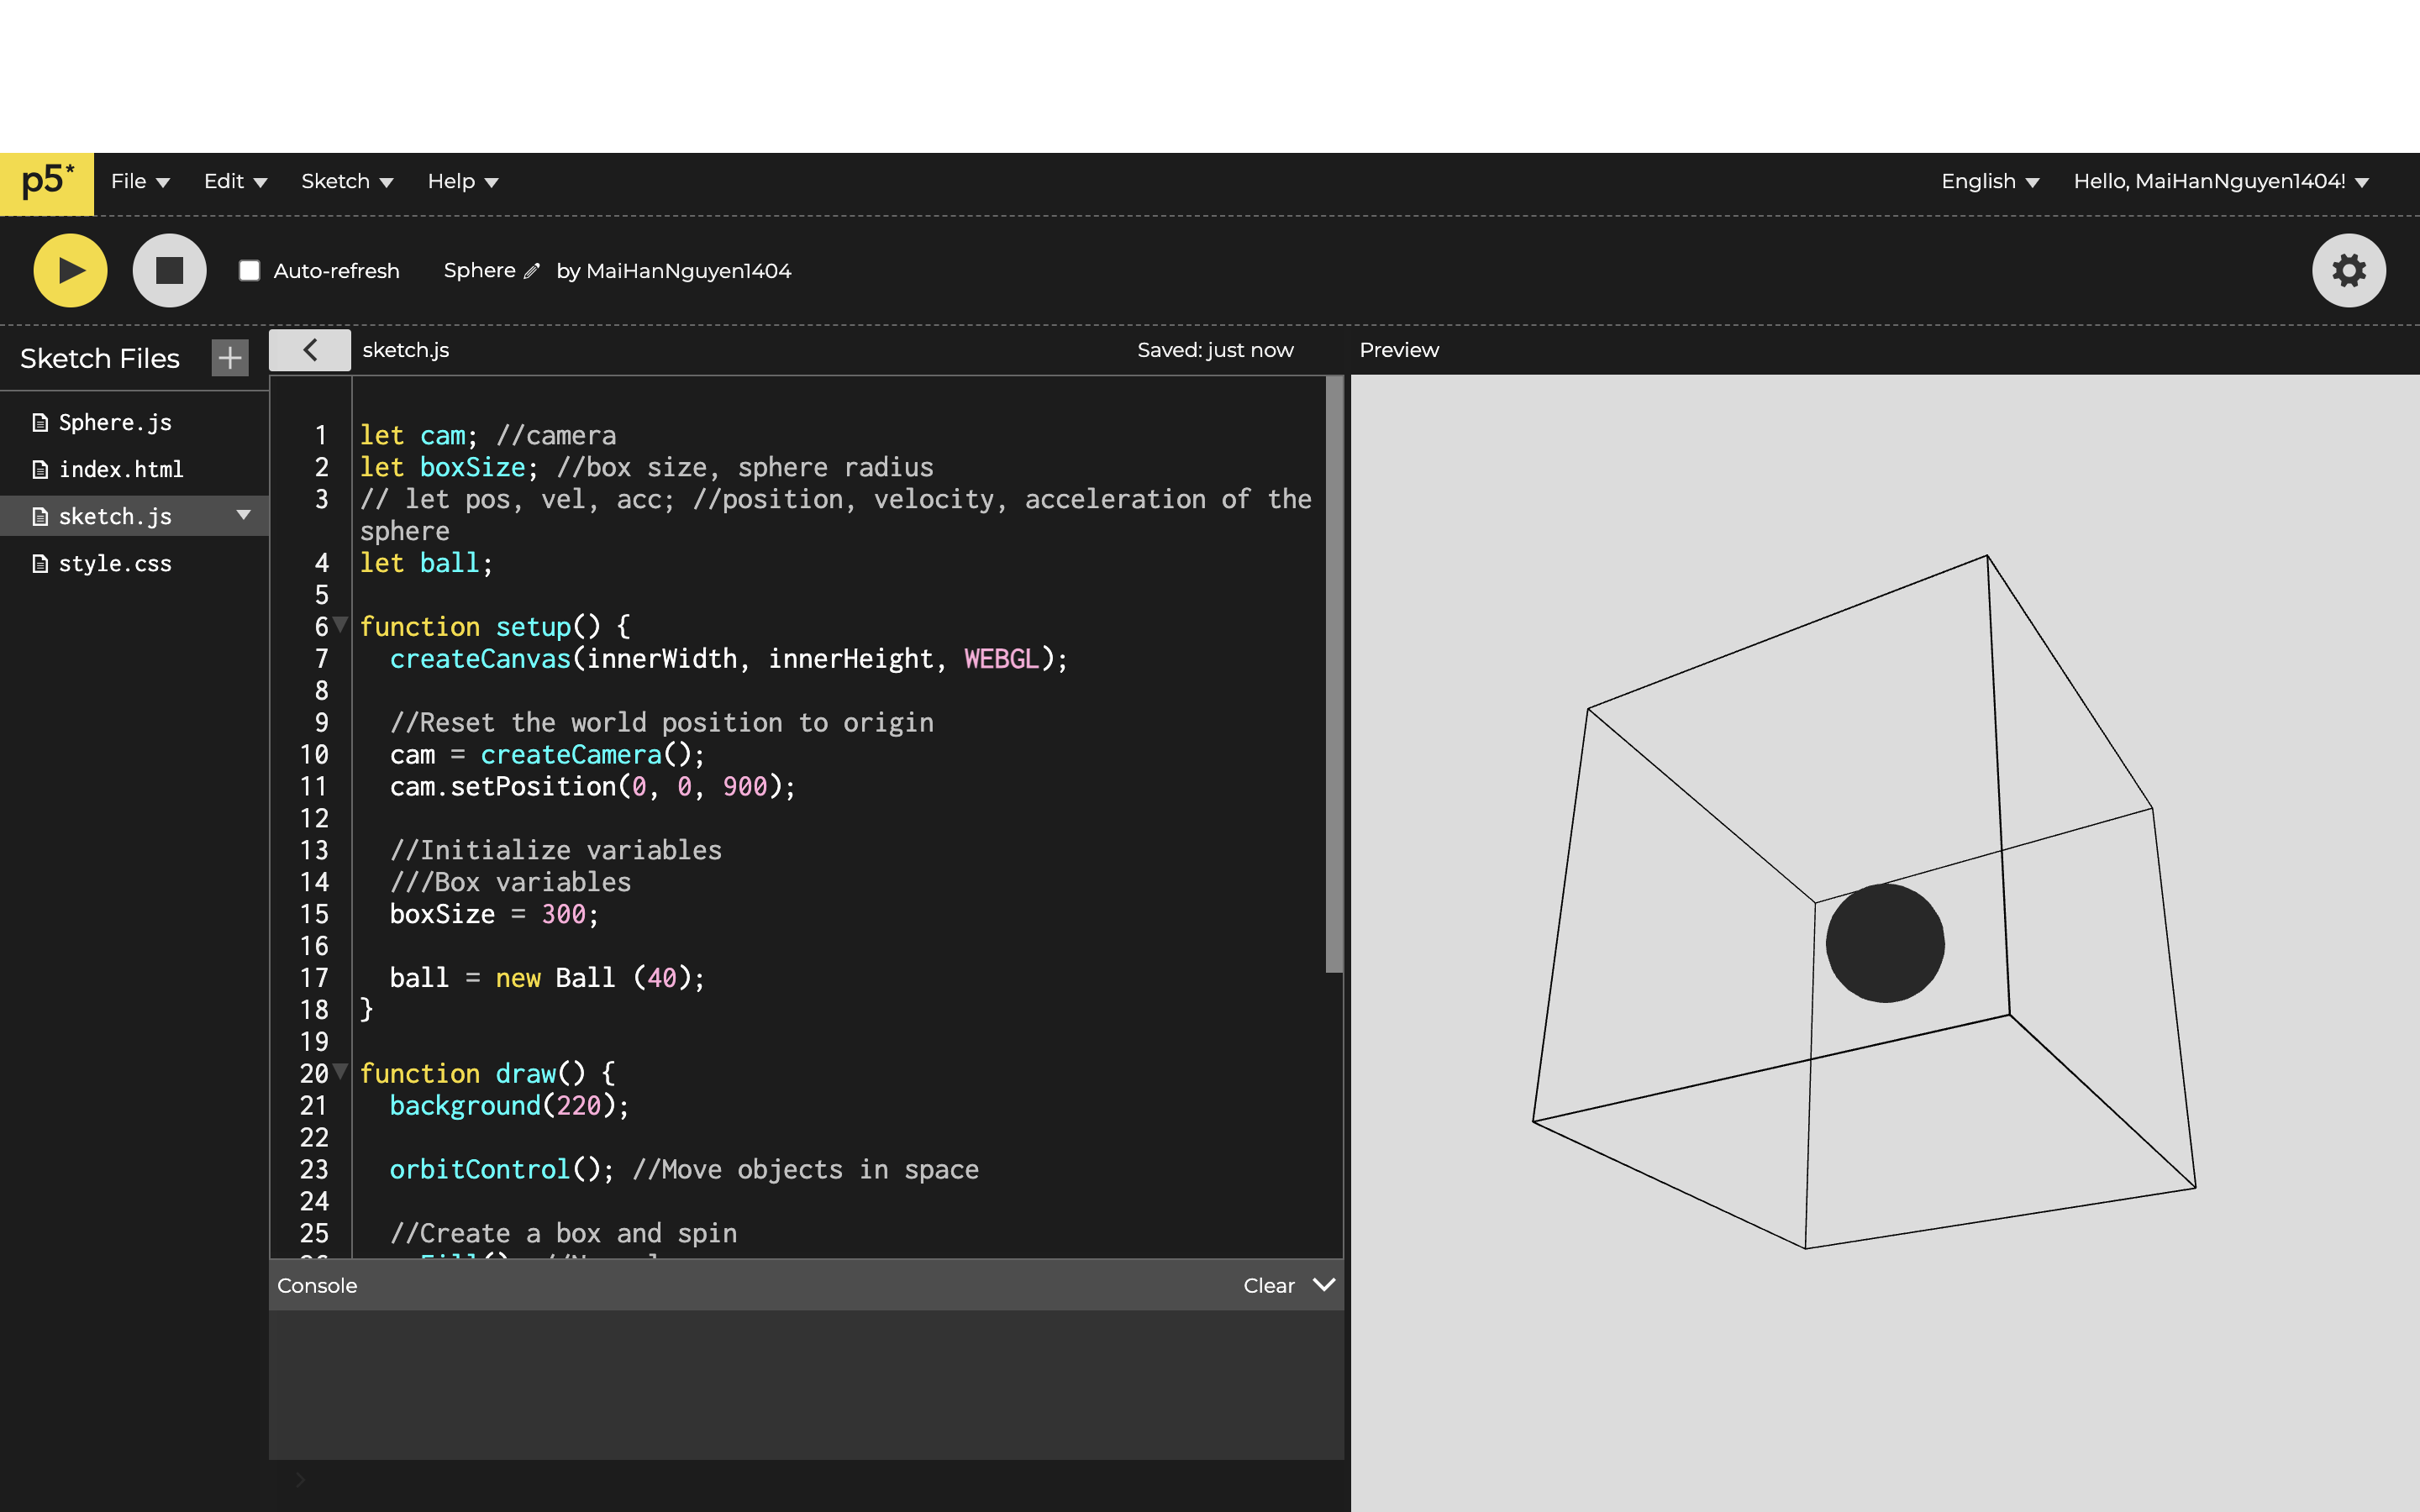 p5* File Edit Sketch Help English Hello, MaiHanNguyen1404!
Auto-refresh Sphere by MaiHanNguyen1404
Sketch Files +
Sphere.js
index.html
sketch.js
style.css
sketch.js Saved: just now Preview
1 let cam; //camera
2 let boxSize; //box size, sphere radius
3 // let pos, vel, acc; //position, velocity, acceleration of the
sphere
4 let ball;
5
6 function setup() {
7 createCanvas(innerWidth, innerHeight, WEBGL);
8
9 //Reset the world position to origin
10 cam = createCamera();
11 cam.setPosition(0, 0, 900);
12
13 //Initialize variables
14 ///Box variables
15 boxSize = 300;
16
17 ball = new Ball (40);
18 }
19
20 function draw() {
21 background(220);
22
23 orbitControl(); //Move objects in space
24
25 //Create a box and spin
Console Clear